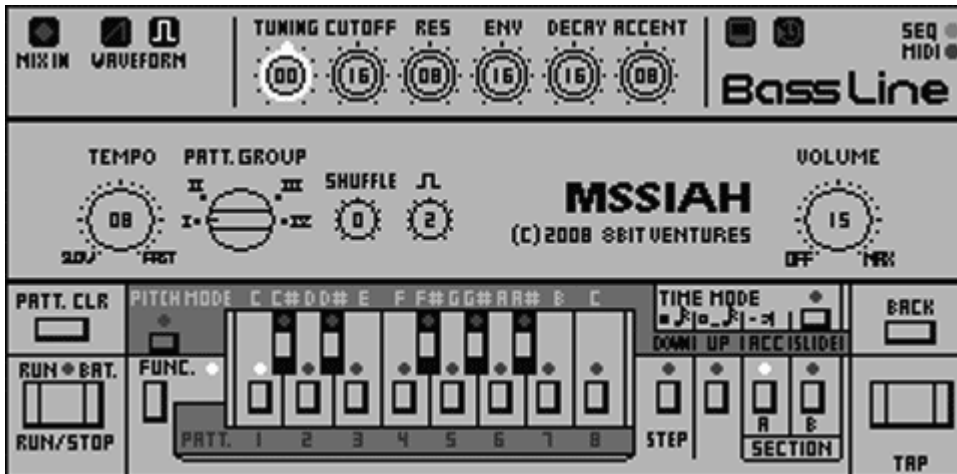 TUNING CUTOFF RES ENV DECAY ACCENT
SEQ
MIDI
MIX IN WAVEFORM
00 16 08 16 16 08
Bass Line
TEMPO PATT. GROUP VOLUME
II III SHUFFLE
08 I IV 0 2 15
MSSIAH
(C)2008 8BIT VENTURES
SLOW FAST OFF MAX
PATT. CLR PITCH MODE C C# D D# E F F# G G# A A# B C TIME MODE BACK
DOWN UP ACC SLIDE
RUN BAT. FUNC.
A B
RUN/STOP PATT. 1 2 3 4 5 6 7 8 STEP SECTION
TAP